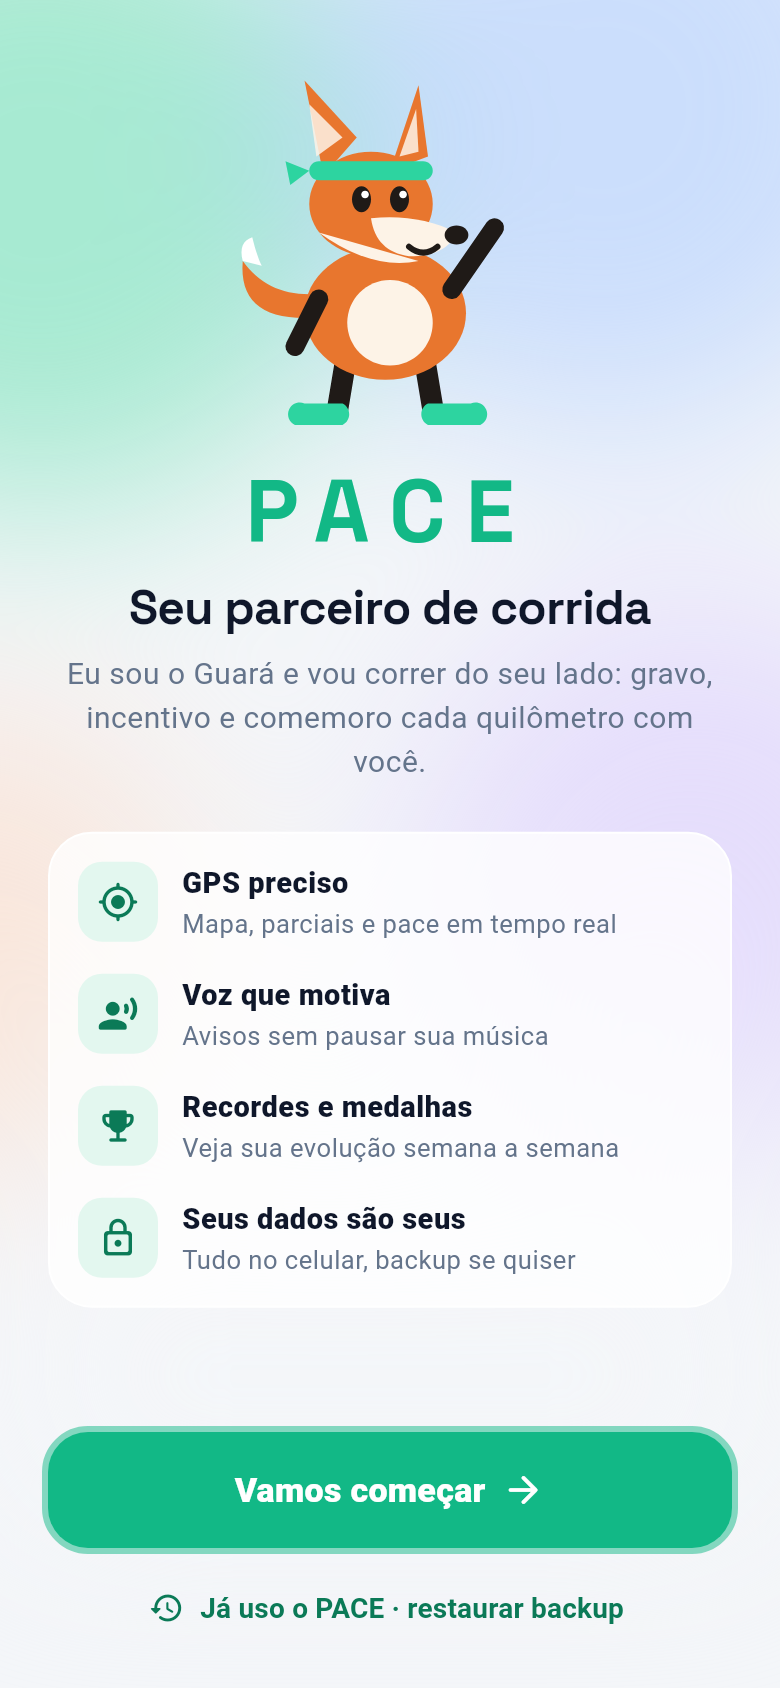 PACE
Seu parceiro de corrida
Eu sou o Guará e vou correr do seu lado: gravo,
incentivo e comemoro cada quilômetro com
você.
GPS preciso
Mapa, parciais e pace em tempo real
Voz que motiva
Avisos sem pausar sua música
Recordes e medalhas
Veja sua evolução semana a semana
Seus dados são seus
Tudo no celular, backup se quiser
Vamos começar
Já uso o PACE · restaurar backup